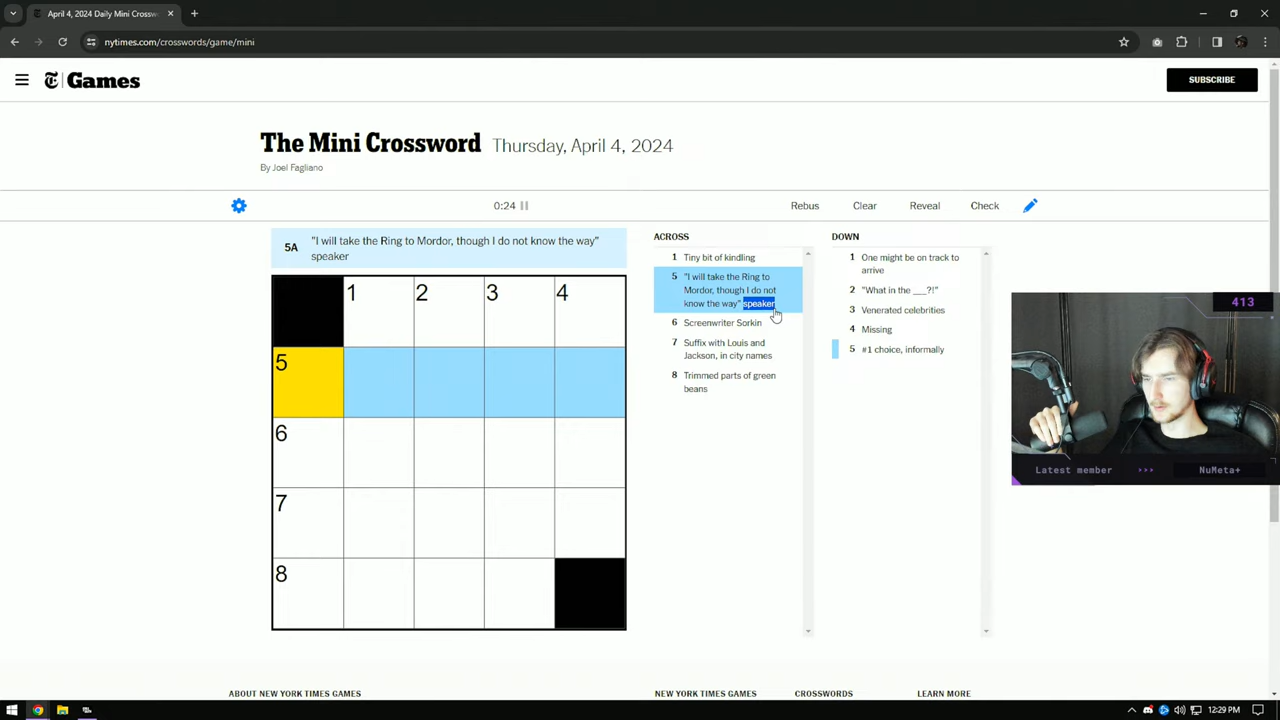 April 4, 2024 Daily Mini Crossw
nytimes.com/crosswords/game/mini
Games
SUBSCRIBE
The Mini Crossword Thursday, April 4, 2024
By Joel Fagliano
0:24
Rebus Clear Reveal Check
5A "I will take the Ring to Mordor, though I do not know the way"
speaker
1 2 3 4
5
6
7
8
ACROSS
1 Tiny bit of kindling
5 "I will take the Ring to
Mordor, though I do not
know the way" speaker
6 Screenwriter Sorkin
7 Suffix with Louis and
Jackson, in city names
8 Trimmed parts of green
beans
DOWN
1 One might be on track to
arrive
2 "What in the ___?!"
3 Venerated celebrities
4 Missing
5 #1 choice, informally
413
Latest member >>> NuMeta+
ABOUT NEW YORK TIMES GAMES
NEW YORK TIMES GAMES
CROSSWORDS
LEARN MORE
12:29 PM